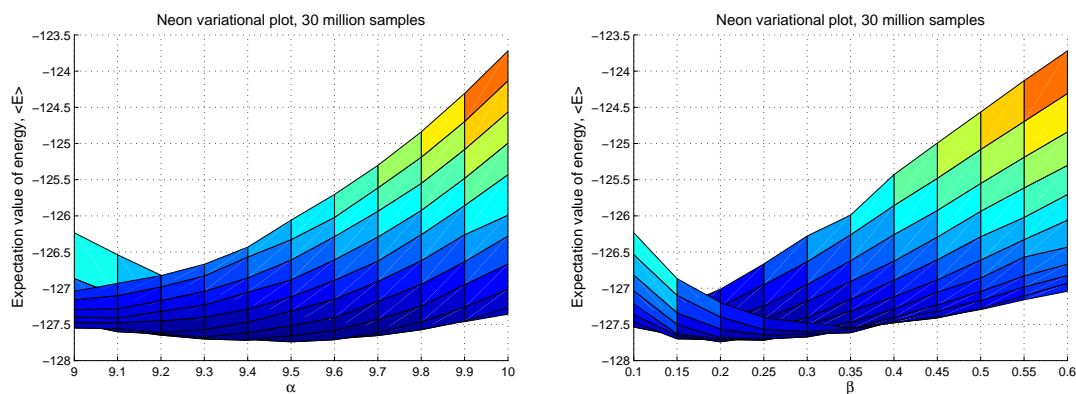 Neon variational plot, 30 million samples
Expectation value of energy, <E>
−123.5
−124
−124.5
−125
−125.5
−126
−126.5
−127
−127.5
−128
9 9.1 9.2 9.3 9.4 9.5 9.6 9.7 9.8 9.9 10
α
Neon variational plot, 30 million samples
Expectation value of energy, <E>
−123.5
−124
−124.5
−125
−125.5
−126
−126.5
−127
−127.5
−128
0.1 0.15 0.2 0.25 0.3 0.35 0.4 0.45 0.5 0.55 0.6
β